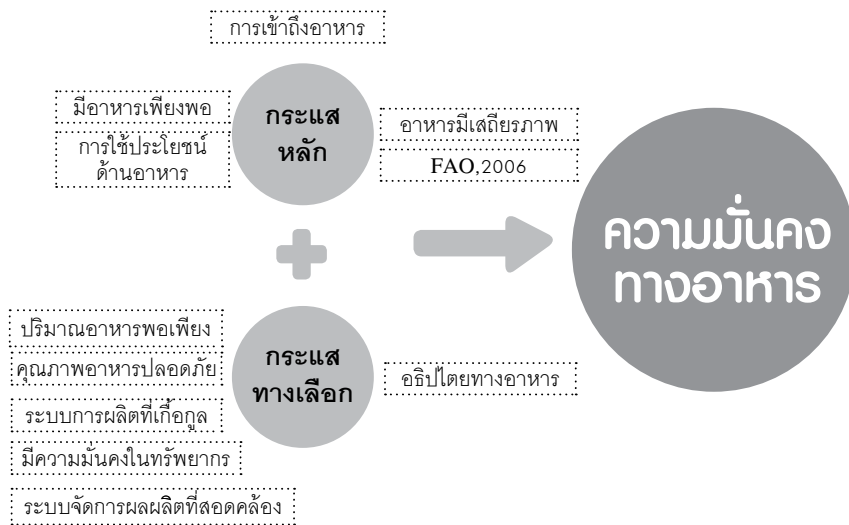 การเข้าถึงอาหาร
มีอาหารเพียงพอ
การใช้ประโยชน์
ด้านอาหาร
กระแส
หลัก
อาหารมีเสถียรภาพ
FAO,2006
ความมั่นคง
ทางอาหาร
ปริมาณอาหารพอเพียง
คุณภาพอาหารปลอดภัย
ระบบการผลิตที่เกื้อกูล
มีความมั่นคงในทรัพยากร
ระบบจัดการผลผลิตที่สอดคล้อง
กระแส
ทางเลือก
อธิปไตยทางอาหาร